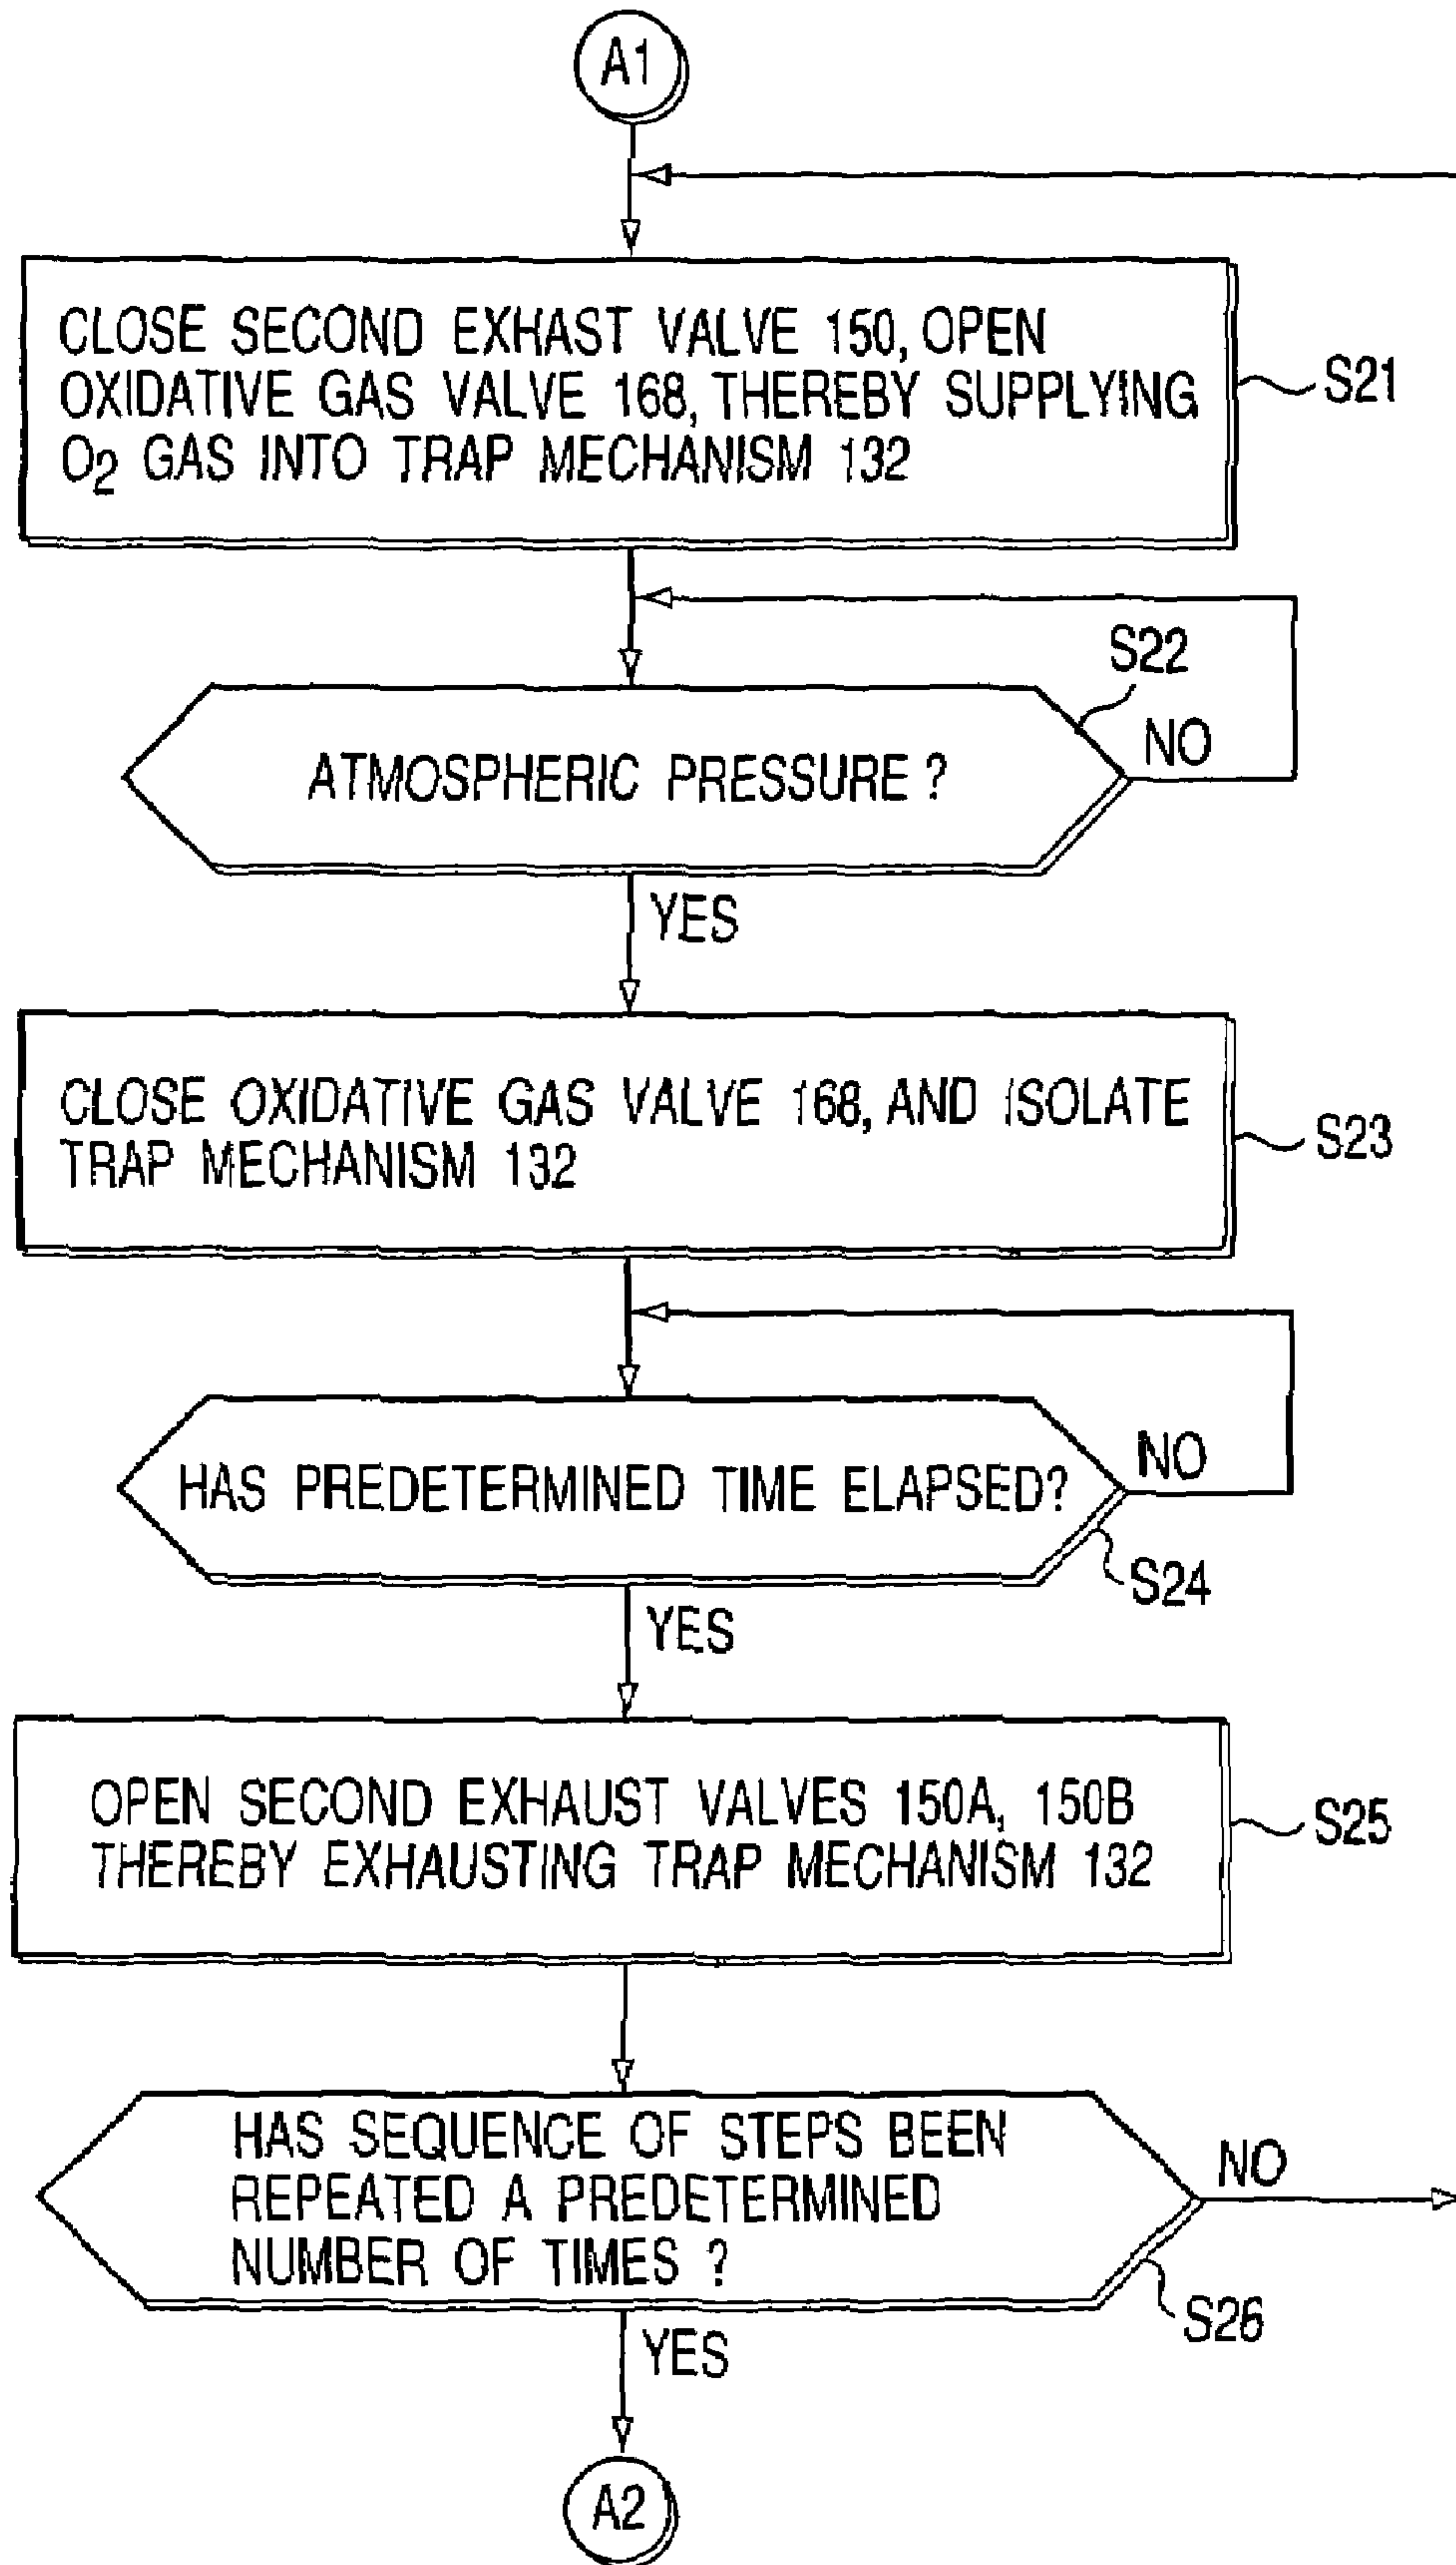 A1
CLOSE SECOND EXHAST VALVE 150, OPEN
OXIDATIVE GAS VALVE 168, THEREBY SUPPLYING
O2 GAS INTO TRAP MECHANISM 132
S21
S22
ATMOSPHERIC PRESSURE ?
NO
YES
CLOSE OXIDATIVE GAS VALVE 168, AND ISOLATE
TRAP MECHANISM 132
S23
HAS PREDETERMINED TIME ELAPSED?
NO
S24
YES
OPEN SECOND EXHAUST VALVES 150A, 150B
THEREBY EXHAUSTING TRAP MECHANISM 132
S25
HAS SEQUENCE OF STEPS BEEN
REPEATED A PREDETERMINED
NUMBER OF TIMES ?
NO
S26
YES
A2